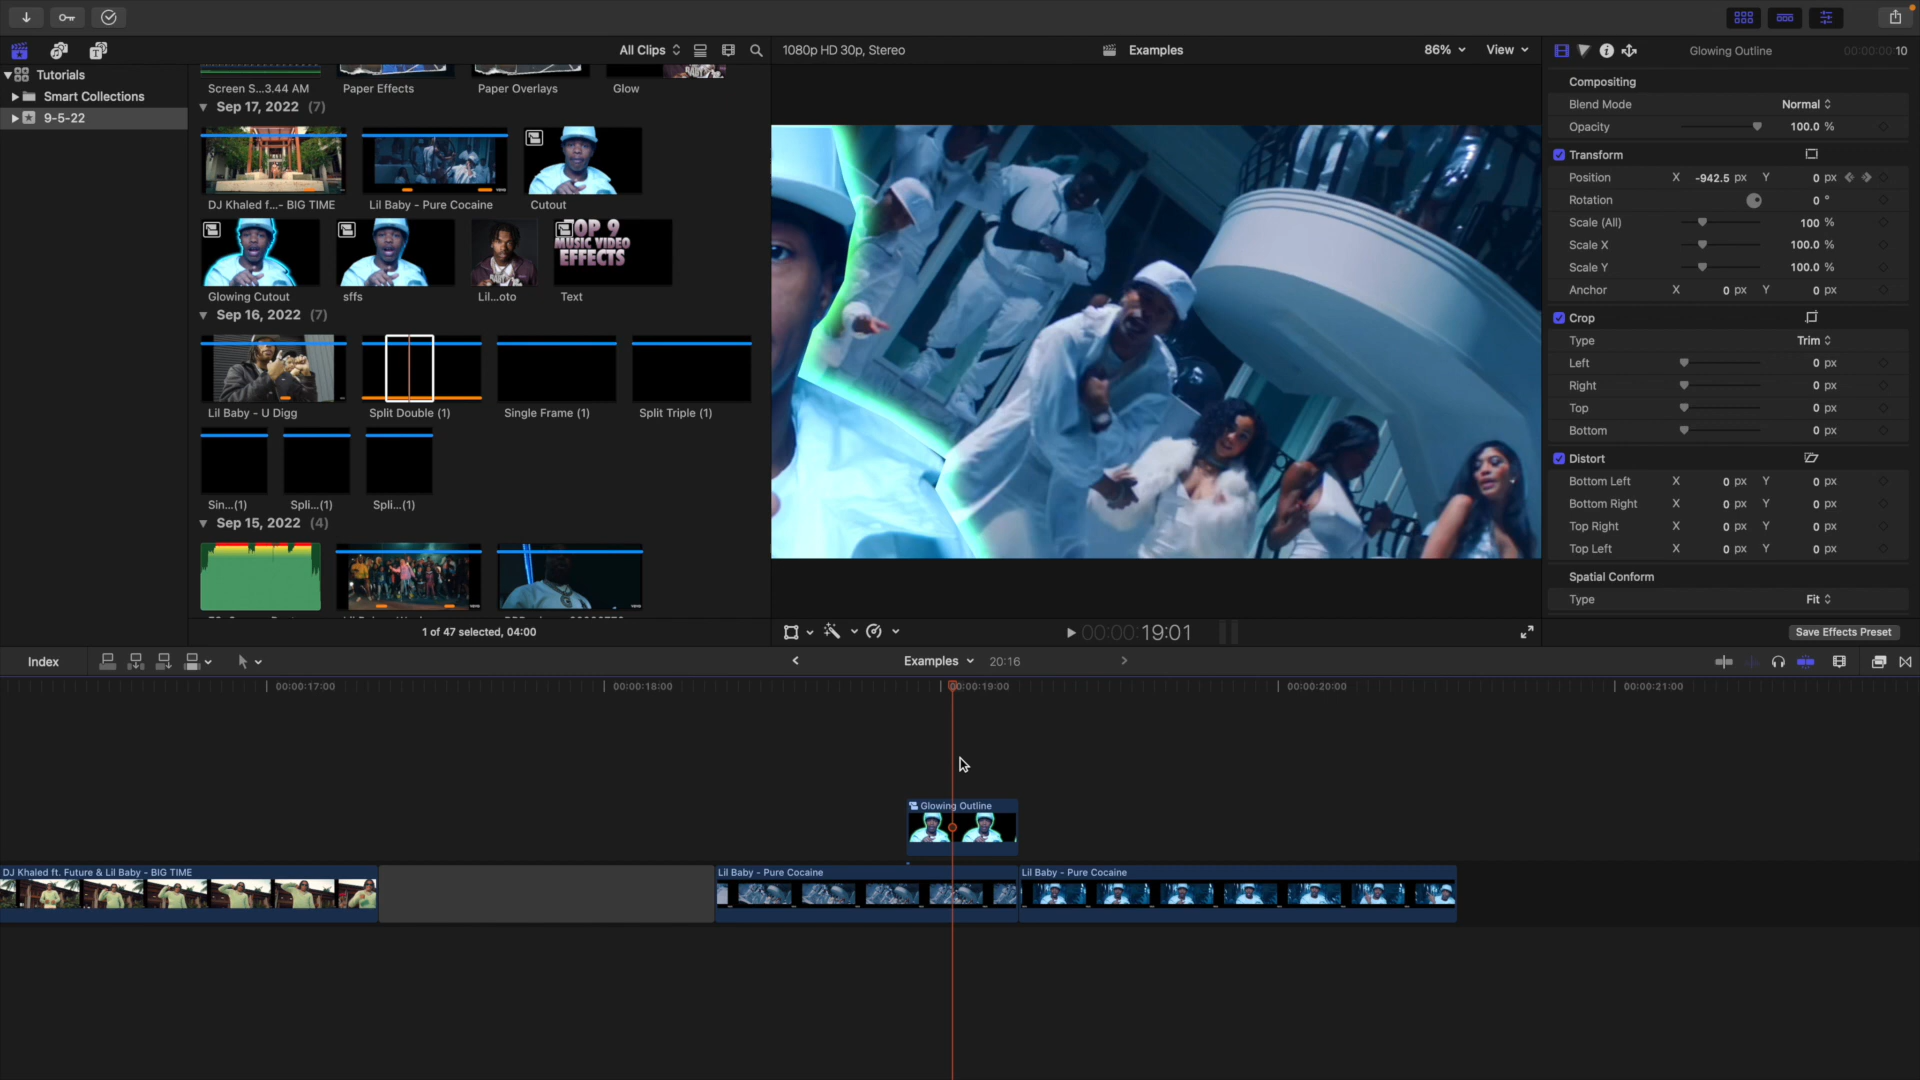 All Clips
1080p HD 30p, Stereo
Examples
86%
View
Glowing Outline
00:00:00:10
Tutorials
Smart Collections
9-5-22
Screen S...3.44 AM
Paper Effects
Paper Overlays
Glow
Sep 17, 2022 (7)
DJ Khaled f...- BIG TIME
Lil Baby - Pure Cocaine
Cutout
TOP 9
MUSIC VIDEO
EFFECTS
Glowing Cutout
sffs
Lil...oto
Text
Sep 16, 2022 (7)
Lil Baby - U Digg
Split Double (1)
Single Frame (1)
Split Triple (1)
Sin...(1)
Spli...(1)
Spli...(1)
Sep 15, 2022 (4)
1 of 47 selected, 04:00
00:00:00:19:01
Compositing
Blend Mode Normal
Opacity 100.0 %
Transform
Position X -942.5 px Y 0 px
Rotation 0 °
Scale (All) 100 %
Scale X 100.0 %
Scale Y 100.0 %
Anchor X 0 px Y 0 px
Crop
Type Trim
Left 0 px
Right 0 px
Top 0 px
Bottom 0 px
Distort
Bottom Left X 0 px Y 0 px
Bottom Right X 0 px Y 0 px
Top Right X 0 px Y 0 px
Top Left X 0 px Y 0 px
Spatial Conform
Type Fit
Save Effects Preset
Index
Examples
20:16
00:00:17:00
00:00:18:00
00:00:19:00
00:00:20:00
00:00:21:00
Glowing Outline
DJ Khaled ft. Future & Lil Baby - BIG TIME
Lil Baby - Pure Cocaine
Lil Baby - Pure Cocaine